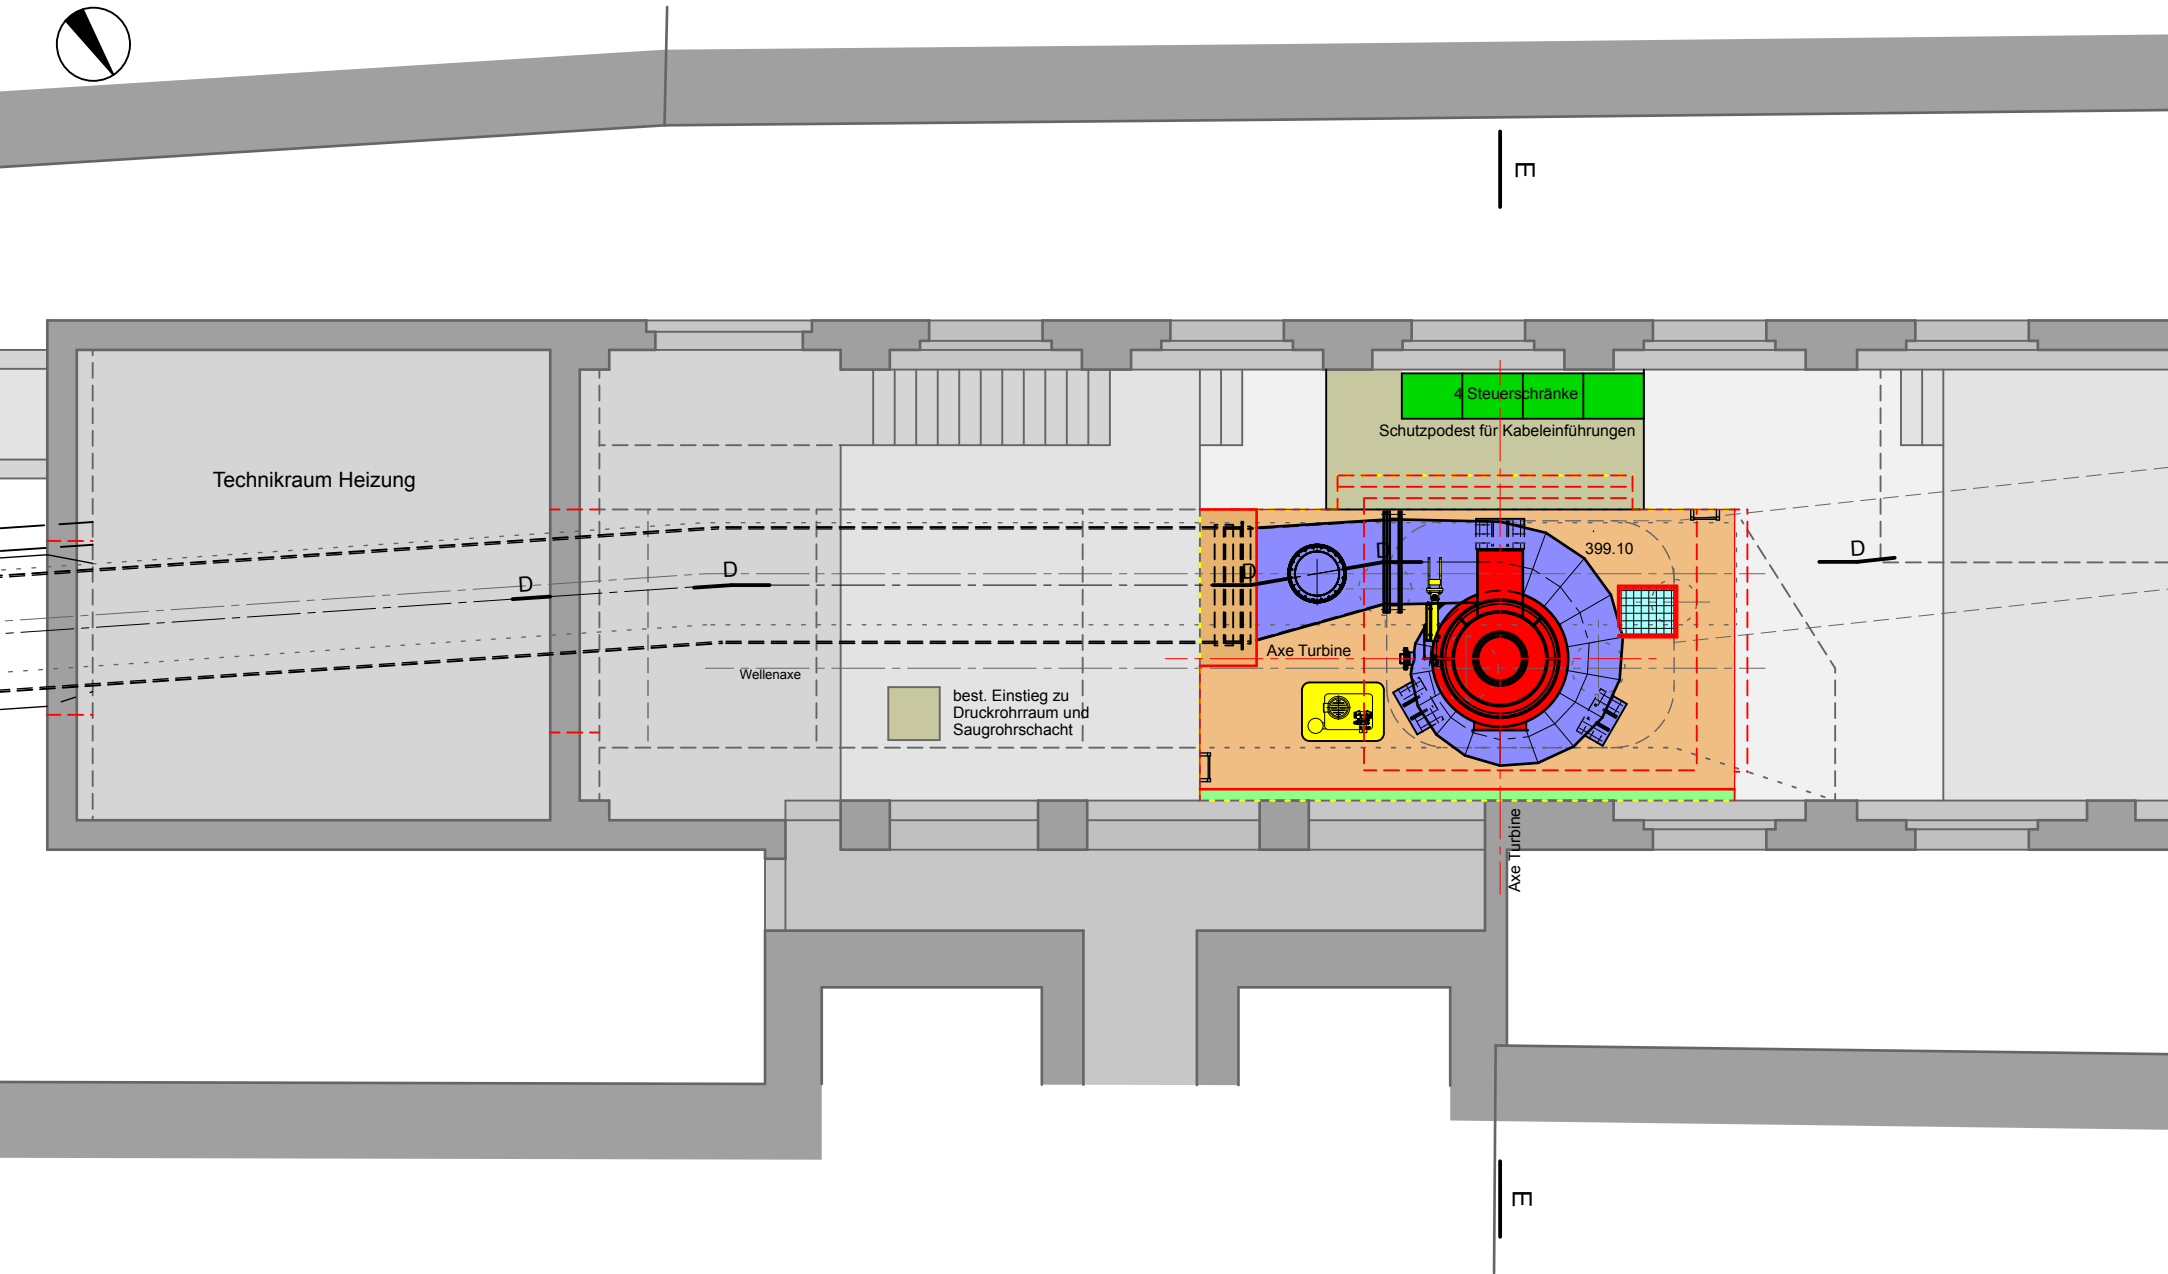 E
4 Steuerschränke
Schutzpodest für Kabeleinführungen
Technikraum Heizung
399.10
D
D
D
D
D
Axe Turbine
Wellenaxe
best. Einstieg zu
Druckrohrraum und
Saugrohrschacht
Axe Turbine
E